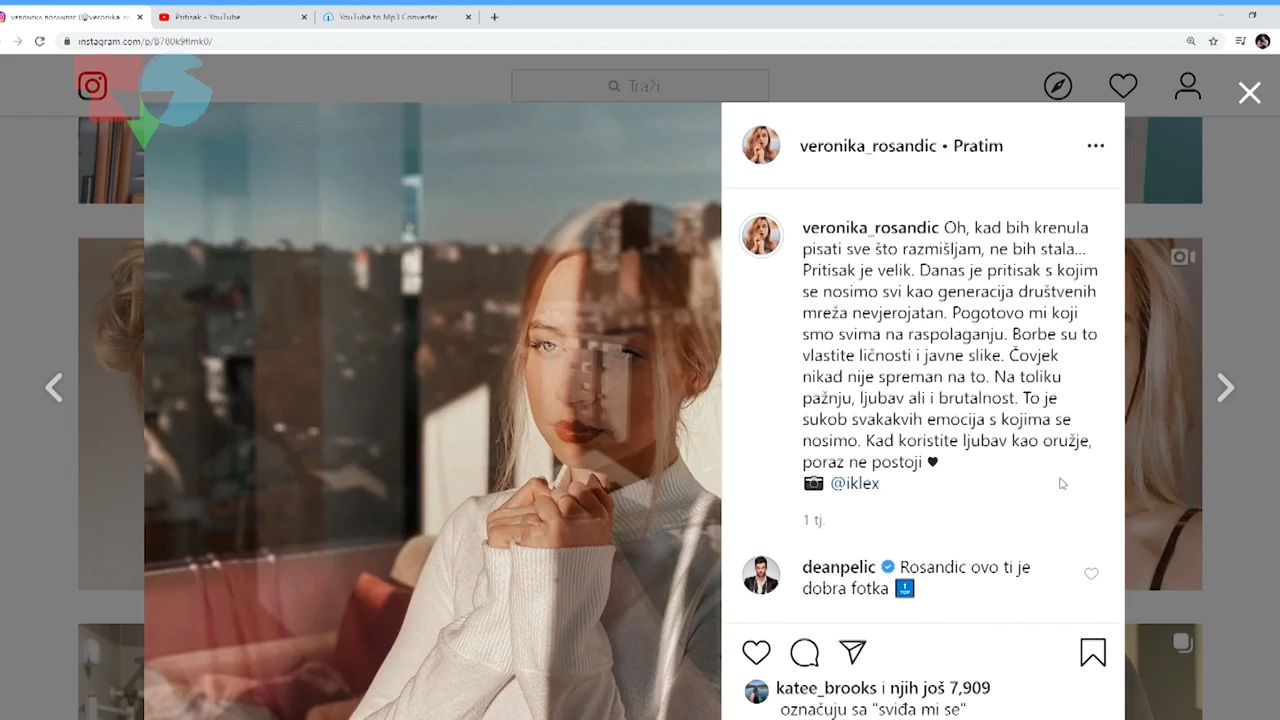 Pritisak - YouTube
YouTube to Mp3 Converter
instagram.com/p/B780k9flmk0/
Traži
veronika_rosandic • Pratim
veronika_rosandic Oh, kad bih krenula
pisati sve što razmišljam, ne bih stala...
Pritisak je velik. Danas je pritisak s kojim
se nosimo svi kao generacija društvenih
mreža nevjerojatan. Pogotovo mi koji
smo svima na raspolaganju. Borbe su to
vlastite ličnosti i javne slike. Čovjek
nikad nije spreman na to. Na toliku
pažnju, ljubav ali i brutalnost. To je
sukob svakakvih emocija s kojima se
nosimo. Kad koristite ljubav kao oružje,
poraz ne postoji ♥
@iklex
1 tj.
deanpelic Rosandic ovo ti je
dobra fotka TOP
katee_brooks i njih još 7,909
označuju sa "sviđa mi se"